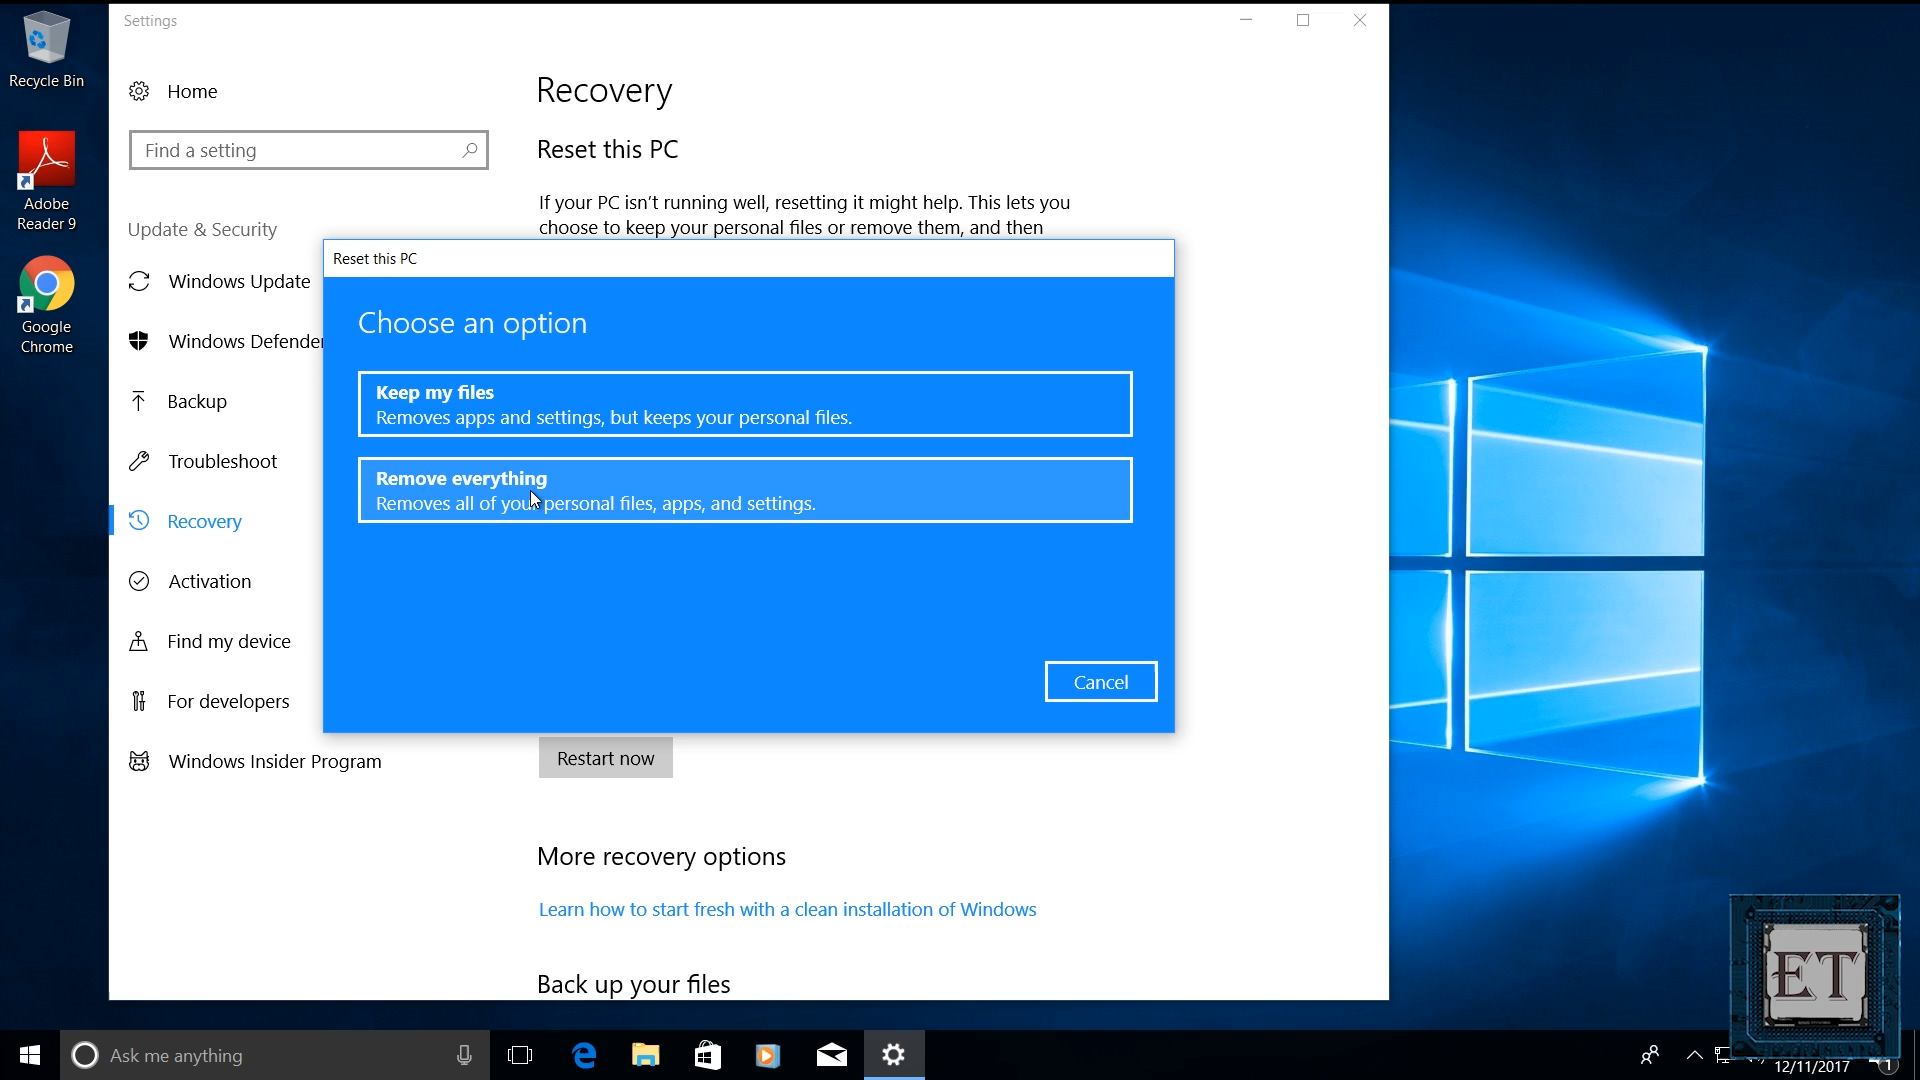 Settings
Recycle Bin
Adobe
Reader 9
Google
Chrome
Home
Find a setting
Update & Security
Windows Update
Windows Defender
Backup
Troubleshoot
Recovery
Activation
Find my device
For developers
Windows Insider Program
Recovery
Reset this PC
If your PC isn't running well, resetting it might help. This lets you
choose to keep your personal files or remove them, and then
Reset this PC
Choose an option
Keep my files
Removes apps and settings, but keeps your personal files.
Remove everything
Removes all of your personal files, apps, and settings.
Cancel
Restart now
More recovery options
Learn how to start fresh with a clean installation of Windows
Back up your files
ET
Ask me anything
12/11/2017
1